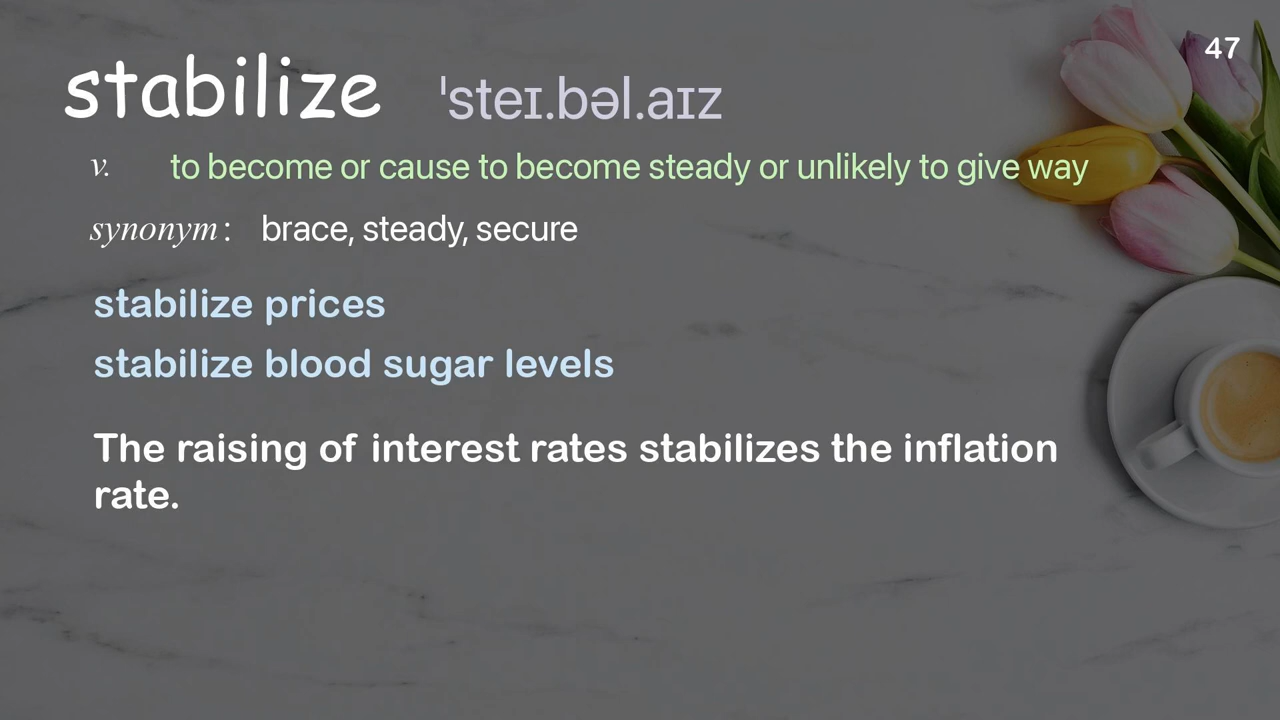 47
stabilize ˈsteɪ.bəl.aɪz
v. to become or cause to become steady or unlikely to give way
synonym : brace, steady, secure
stabilize prices
stabilize blood sugar levels
The raising of interest rates stabilizes the inflation
rate.